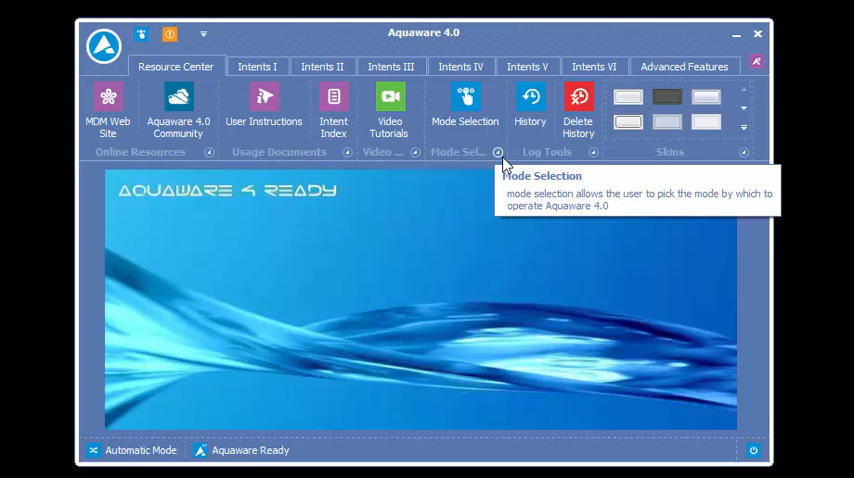 Aquaware 4.0
Resource Center
Intents I
Intents II
Intents III
Intents IV
Intents V
Intents VI
Advanced Features
MDM Web
Site
Aquaware 4.0
Community
User Instructions
Intent
Index
Video
Tutorials
Mode Selection
History
Delete
History
Online Resources
Usage Documents
Video ...
Mode Sel...
Log Tools
Skins
Mode Selection
mode selection allows the user to pick the mode by which to
operate Aquaware 4.0
AQUAWARE 4 READY
Automatic Mode
Aquaware Ready